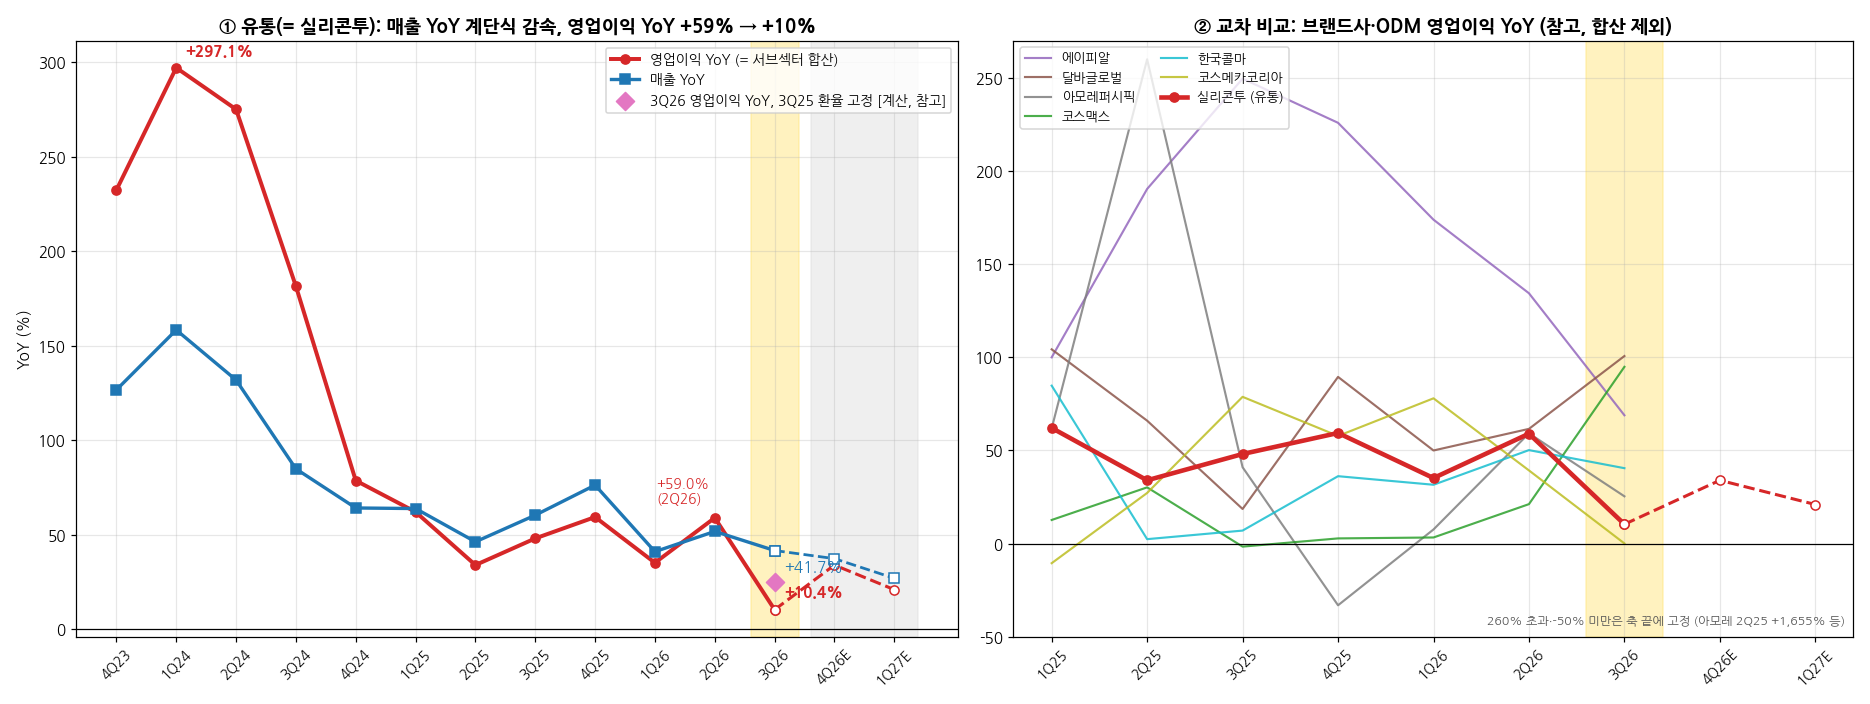 ① 유통(= 실리콘투): 매출 YoY 계단식 감속, 영업이익 YoY +59% → +10%
YoY (%)
300
250
200
150
100
50
0
+297.1%
영업이익 YoY (= 서브섹터 합산)
매출 YoY
3Q26 영업이익 YoY, 3Q25 환율 고정 [계산, 참고]
+59.0%
(2Q26)
+41.7%
+10.4%
4Q23
1Q24
2Q24
3Q24
4Q24
1Q25
2Q25
3Q25
4Q25
1Q26
2Q26
3Q26
4Q26E
1Q27E
② 교차 비교: 브랜드사·ODM 영업이익 YoY (참고, 합산 제외)
250
200
150
100
50
0
-50
에이피알
달바글로벌
아모레퍼시픽
코스맥스
한국콜마
코스메카코리아
실리콘투 (유통)
260% 초과·-50% 미만은 축 끝에 고정 (아모레 2Q25 +1,655% 등)
1Q25
2Q25
3Q25
4Q25
1Q26
2Q26
3Q26
4Q26E
1Q27E